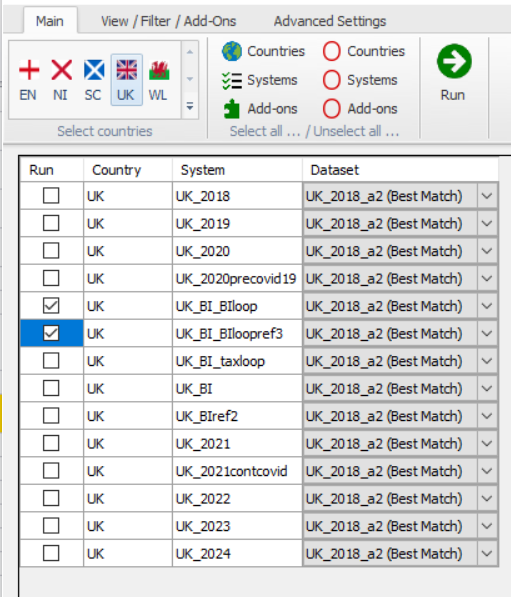 Main View / Filter / Add-Ons Advanced Settings
Countries Countries
Systems Systems
Add-ons Add-ons
EN NI SC UK WL
Run
Select countries
Select all ... / Unselect all ...
Run Country System Dataset
UK UK_2018 UK_2018_a2 (Best Match)
UK UK_2019 UK_2018_a2 (Best Match)
UK UK_2020 UK_2018_a2 (Best Match)
UK UK_2020precovid19 UK_2018_a2 (Best Match)
UK UK_BI_BIloop UK_2018_a2 (Best Match)
UK UK_BI_BIloopref3 UK_2018_a2 (Best Match)
UK UK_BI_taxloop UK_2018_a2 (Best Match)
UK UK_BI UK_2018_a2 (Best Match)
UK UK_BIref2 UK_2018_a2 (Best Match)
UK UK_2021 UK_2018_a2 (Best Match)
UK UK_2021contcovid UK_2018_a2 (Best Match)
UK UK_2022 UK_2018_a2 (Best Match)
UK UK_2023 UK_2018_a2 (Best Match)
UK UK_2024 UK_2018_a2 (Best Match)